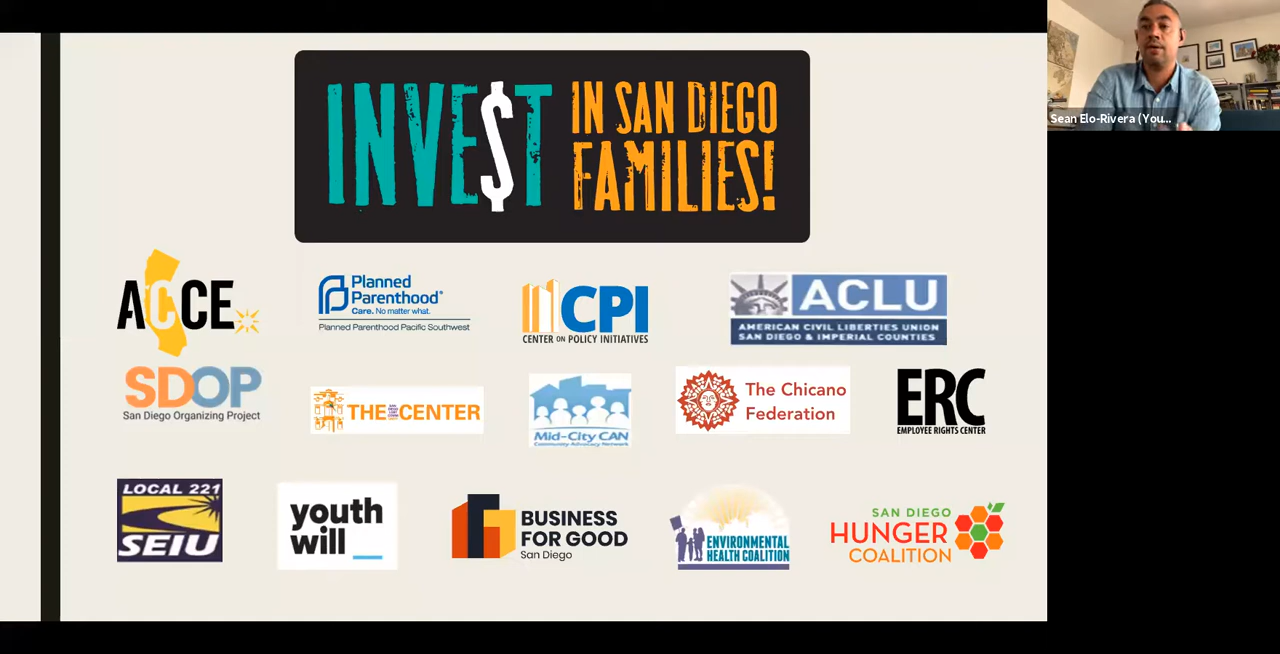 INVE$T
IN SAN DIEGO
FAMILIES!
Sean Elo-Rivera (You...
ACCE
Planned
Parenthood®
Care. No matter what.
Planned Parenthood Pacific Southwest
CPI
CENTER ON POLICY INITIATIVES
ACLU
AMERICAN CIVIL LIBERTIES UNION
SAN DIEGO & IMPERIAL COUNTIES
SDOP
San Diego Organizing Project
THE CENTER
Mid-City CAN
Community Advocacy Network
The Chicano
Federation
ERC
EMPLOYEE RIGHTS CENTER
LOCAL 221
SEIU
youth
will
BUSINESS
FOR GOOD
San Diego
ENVIRONMENTAL
HEALTH COALITION
SAN DIEGO
HUNGER
COALITION